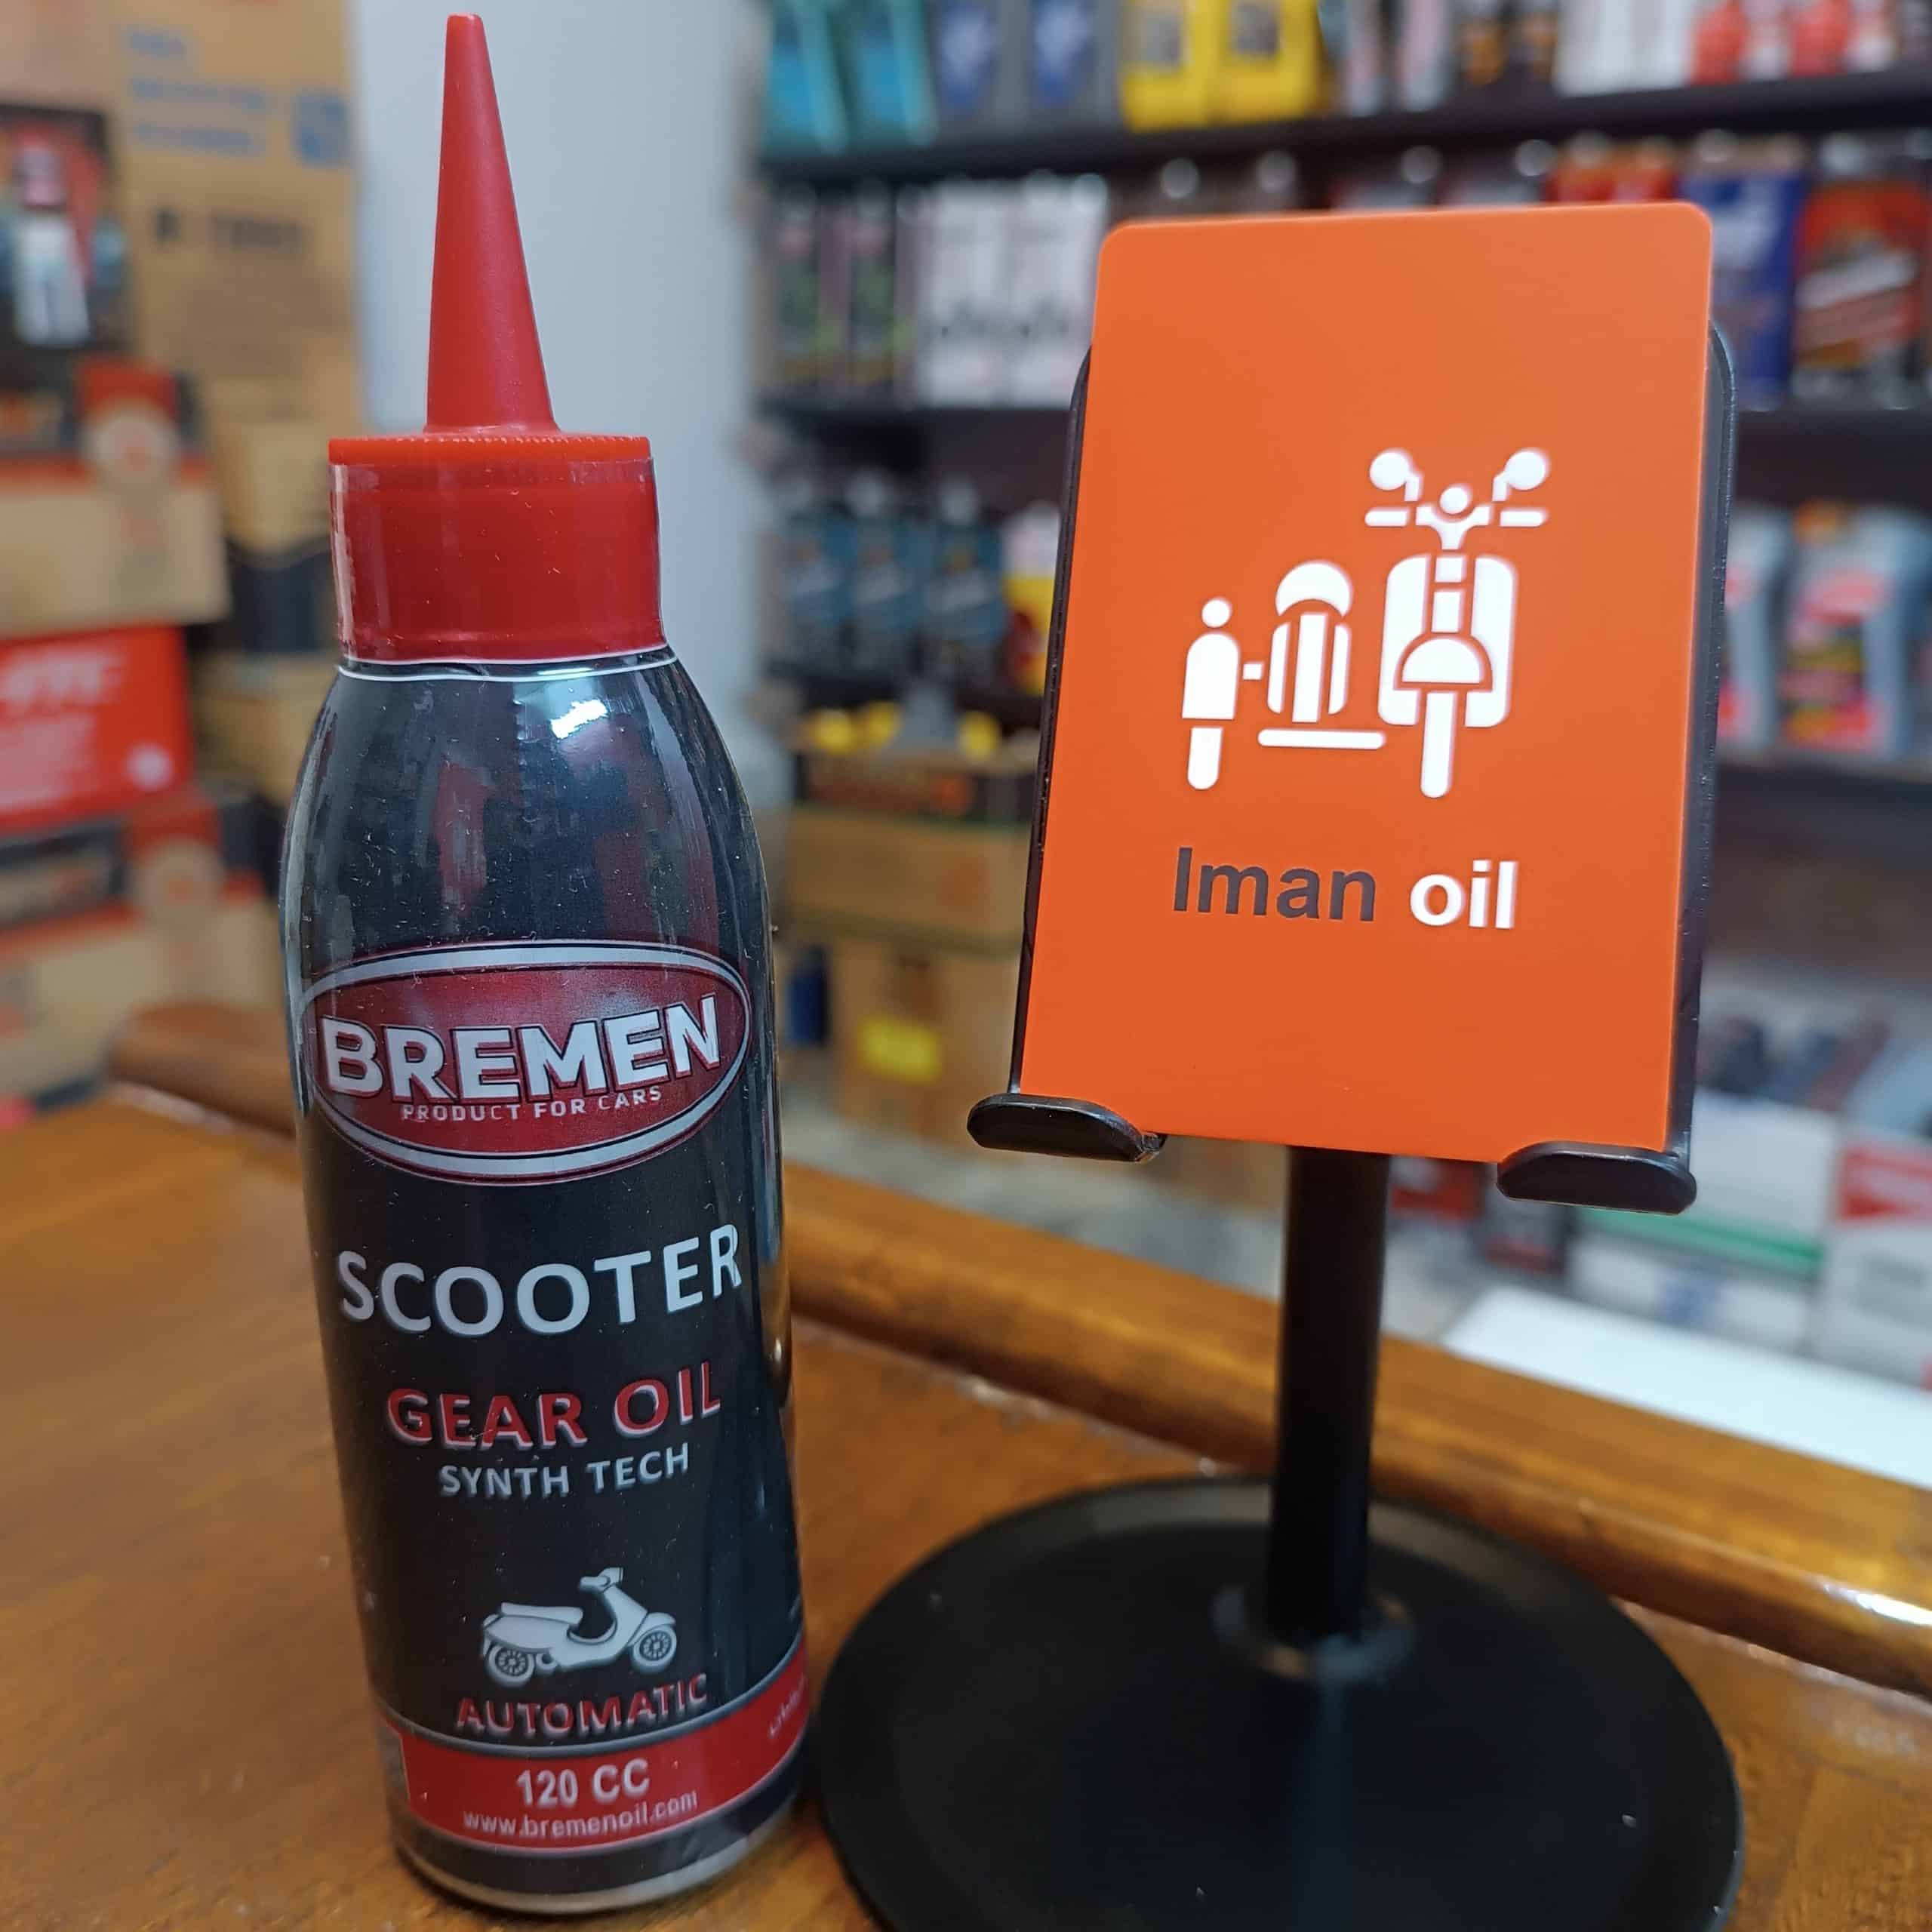 BREMEN
PRODUCT FOR CARS
SCOOTER
GEAR OIL
SYNTH TECH
AUTOMATIC
120 CC
www.bremenoil.com
Iman oil